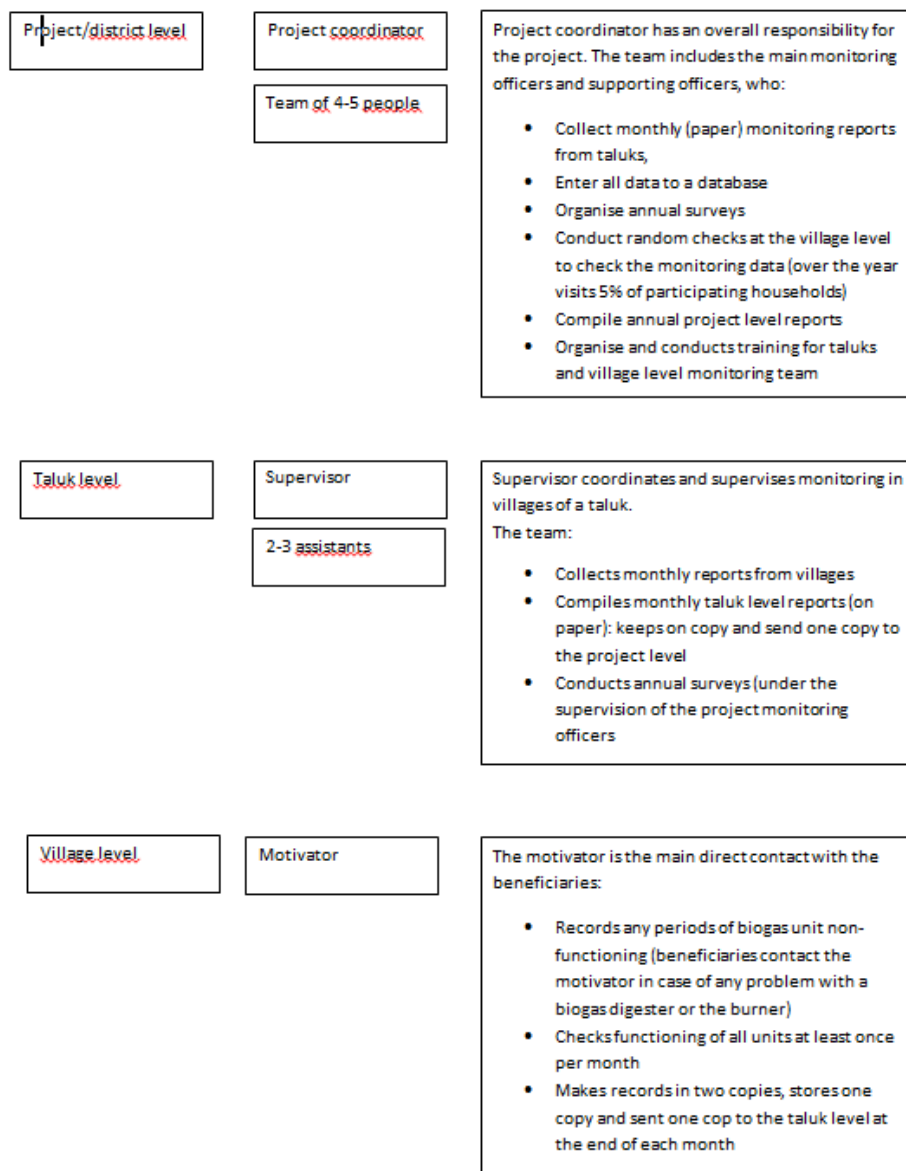 Project/district level
Project coordinator
Team of 4-5 people
Project coordinator has an overall responsibility for
the project. The team includes the main monitoring
officers and supporting officers, who:
• Collect monthly (paper) monitoring reports
from taluks,
• Enter all data to a database
• Organise annual surveys
• Conduct random checks at the village level
to check the monitoring data (over the year
visits 5% of participating households)
• Compile annual project level reports
• Organise and conducts training for taluks
and village level monitoring team
Taluk level
Supervisor
2-3 assistants
Supervisor coordinates and supervises monitoring in
villages of a taluk.
The team:
• Collects monthly reports from villages
• Compiles monthly taluk level reports (on
paper): keeps on copy and send one copy to
the project level
• Conducts annual surveys (under the
supervision of the project monitoring
officers
Village level
Motivator
The motivator is the main direct contact with the
beneficiaries:
• Records any periods of biogas unit non-
functioning (beneficiaries contact the
motivator in case of any problem with a
biogas digester or the burner)
• Checks functioning of all units at least once
per month
• Makes records in two copies, stores one
copy and sent one cop to the taluk level at
the end of each month